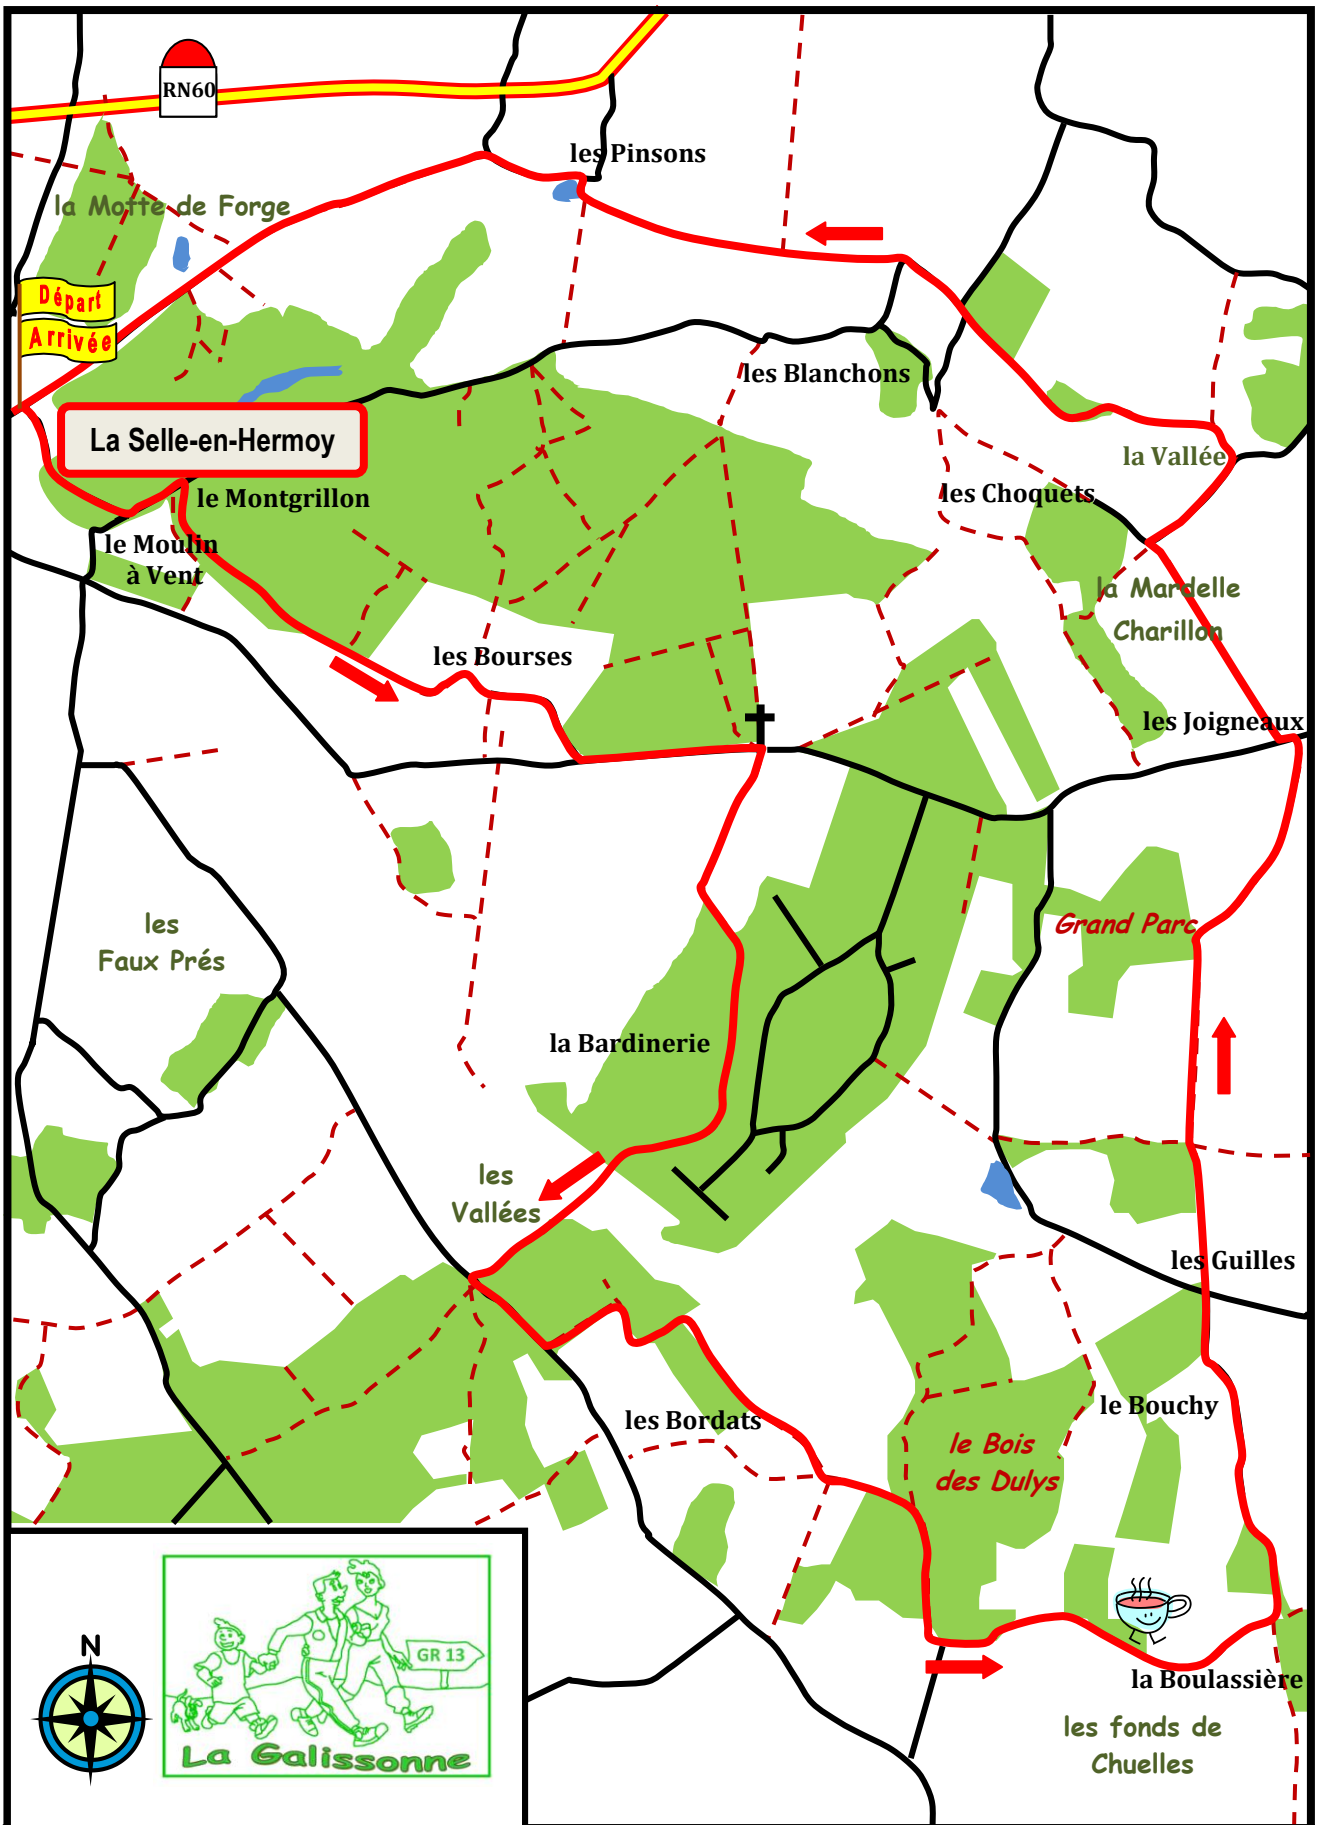 RN60
les Pinsons
la Motte de Forge
Départ
Arrivée
les Blanchons
La Selle-en-Hermoy
la Vallée
le Montgrillon
les Choquets
le Moulin
à Vent
la Mardelle
Charillon
les Bourses
les Joigneaux
les
Faux Prés
Grand Parc
la Bardinerie
les
Vallées
les Guilles
le Bouchy
les Bordats
le Bois
des Dulys
la Boulassière
les fonds de
Chuelles
N
GR 13
La Galissonne